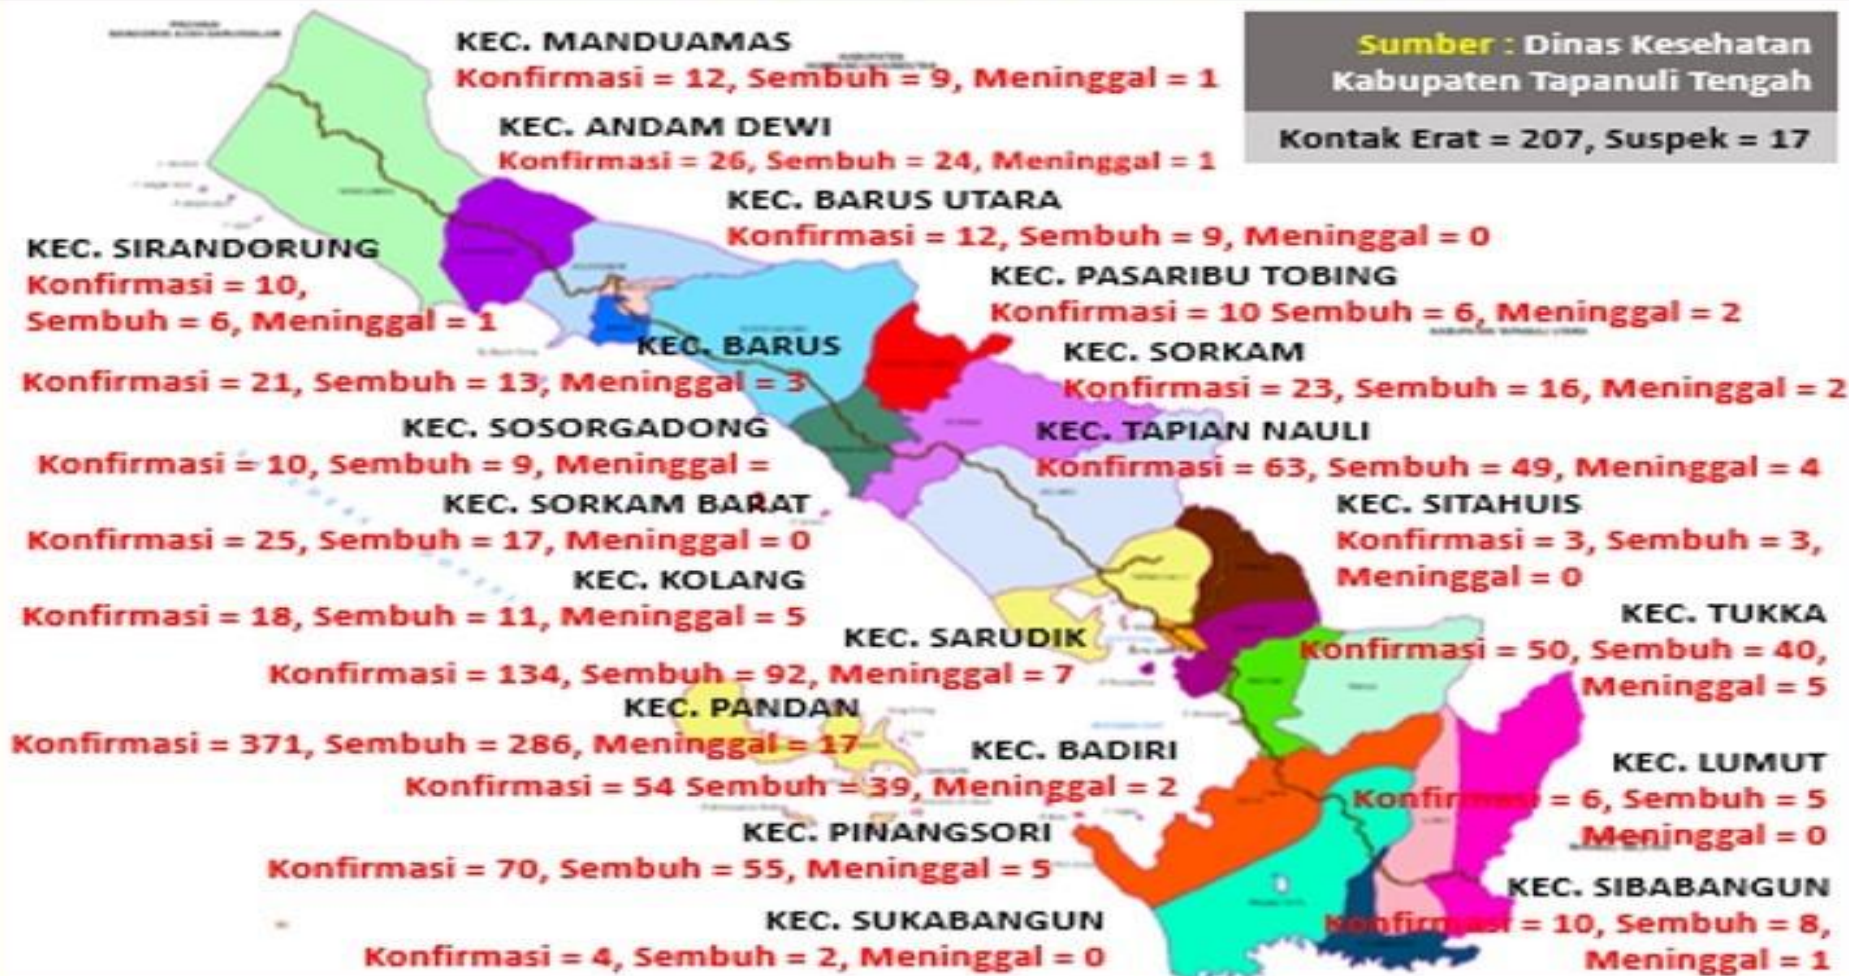 KEC. MANDUAMAS
Konfirmasi = 12, Sembuh = 9, Meninggal = 1
Sumber : Dinas Kesehatan
Kabupaten Tapanuli Tengah
Kontak Erat = 207, Suspek = 17
KEC. ANDAM DEWI
Konfirmasi = 26, Sembuh = 24, Meninggal = 1
KEC. BARUS UTARA
Konfirmasi = 12, Sembuh = 9, Meninggal = 0
KEC. SIRANDORUNG
Konfirmasi = 10,
Sembuh = 6, Meninggal = 1
KEC. PASARIBU TOBING
Konfirmasi = 10 Sembuh = 6, Meninggal = 2
KEC. BARUS
Konfirmasi = 21, Sembuh = 13, Meninggal = 3
KEC. SORKAM
Konfirmasi = 23, Sembuh = 16, Meninggal = 2
KEC. SOSORGADONG
Konfirmasi = 10, Sembuh = 9, Meninggal =
KEC. TAPIAN NAULI
Konfirmasi = 63, Sembuh = 49, Meninggal = 4
KEC. SORKAM BARAT
Konfirmasi = 25, Sembuh = 17, Meninggal = 0
KEC. SITAHUIS
Konfirmasi = 3, Sembuh = 3,
Meninggal = 0
KEC. KOLANG
Konfirmasi = 18, Sembuh = 11, Meninggal = 5
KEC. TUKKA
Konfirmasi = 50, Sembuh = 40,
Meninggal = 5
KEC. SARUDIK
Konfirmasi = 134, Sembuh = 92, Meninggal = 7
KEC. PANDAN
Konfirmasi = 371, Sembuh = 286, Meninggal = 17
KEC. BADIRI
Konfirmasi = 54 Sembuh = 39, Meninggal = 2
KEC. LUMUT
Konfirmasi = 6, Sembuh = 5
Meninggal = 0
KEC. PINANGSORI
Konfirmasi = 70, Sembuh = 55, Meninggal = 5
KEC. SIBABANGUN
Konfirmasi = 10, Sembuh = 8,
Meninggal = 1
KEC. SUKABANGUN
Konfirmasi = 4, Sembuh = 2, Meninggal = 0